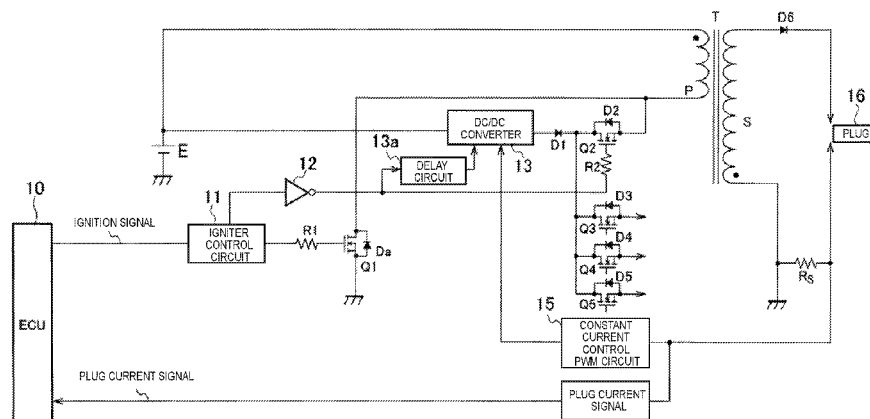 T
D6
P
S
16
PLUG
DC/DC
CONVERTER
13
D1
D2
Q2
R2
13a
DELAY
CIRCUIT
12
E
10
IGNITION SIGNAL
11
IGNITER
CONTROL
CIRCUIT
R1
Da
Q1
D3
Q3
D4
Q4
D5
Q5
RS
ECU
15
CONSTANT
CURRENT
CONTROL
PWM CIRCUIT
PLUG CURRENT SIGNAL
PLUG CURRENT
SIGNAL